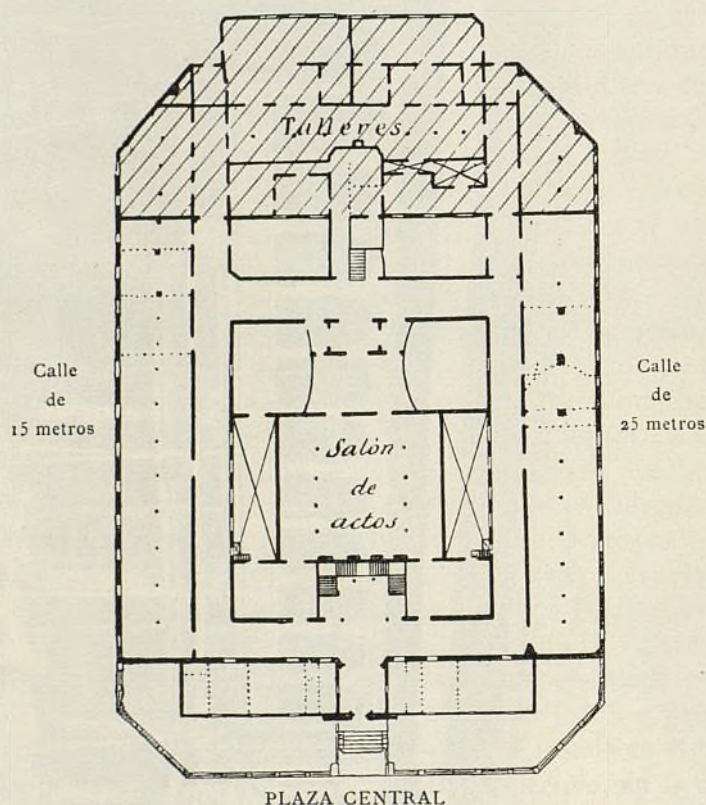 Talleres.
Calle
de
15 metros
Calle
de
25 metros
Salón
de
actos
PLAZA CENTRAL